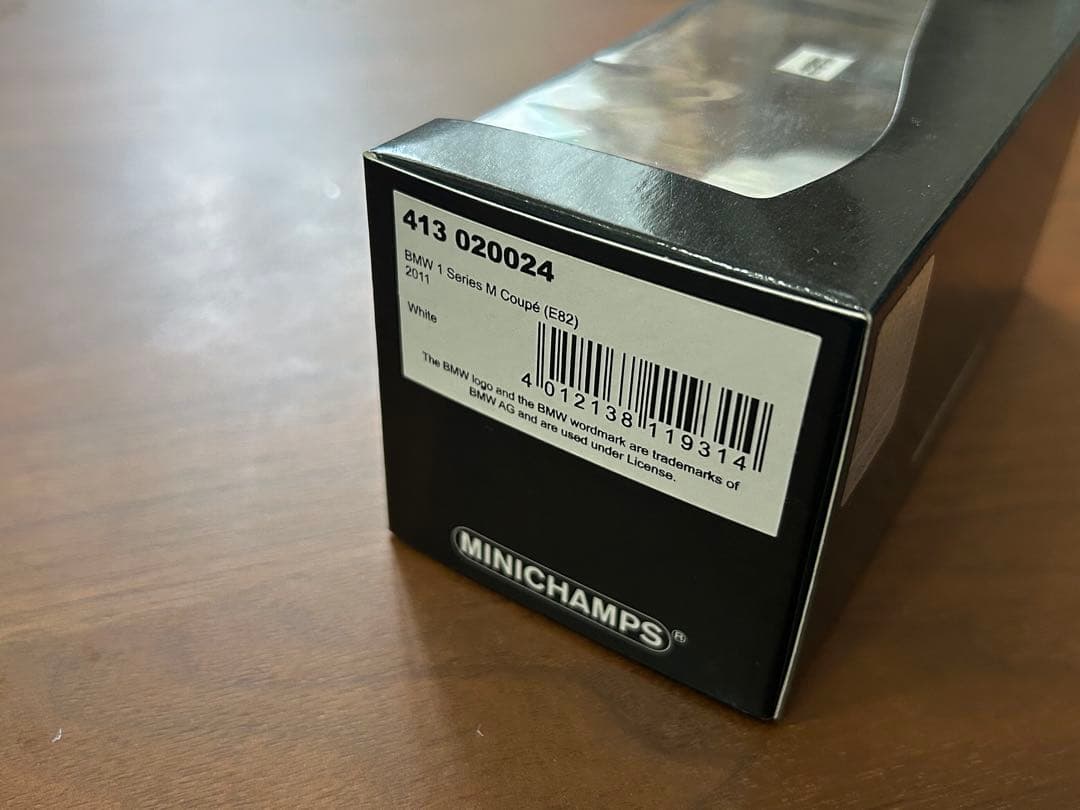 413 020024
BMW 1 Series M Coupé (E82)
2011
White
4 012138 119314
The BMW logo and the BMW wordmark are trademarks of
BMW AG and are used under License.
MINICHAMPS®